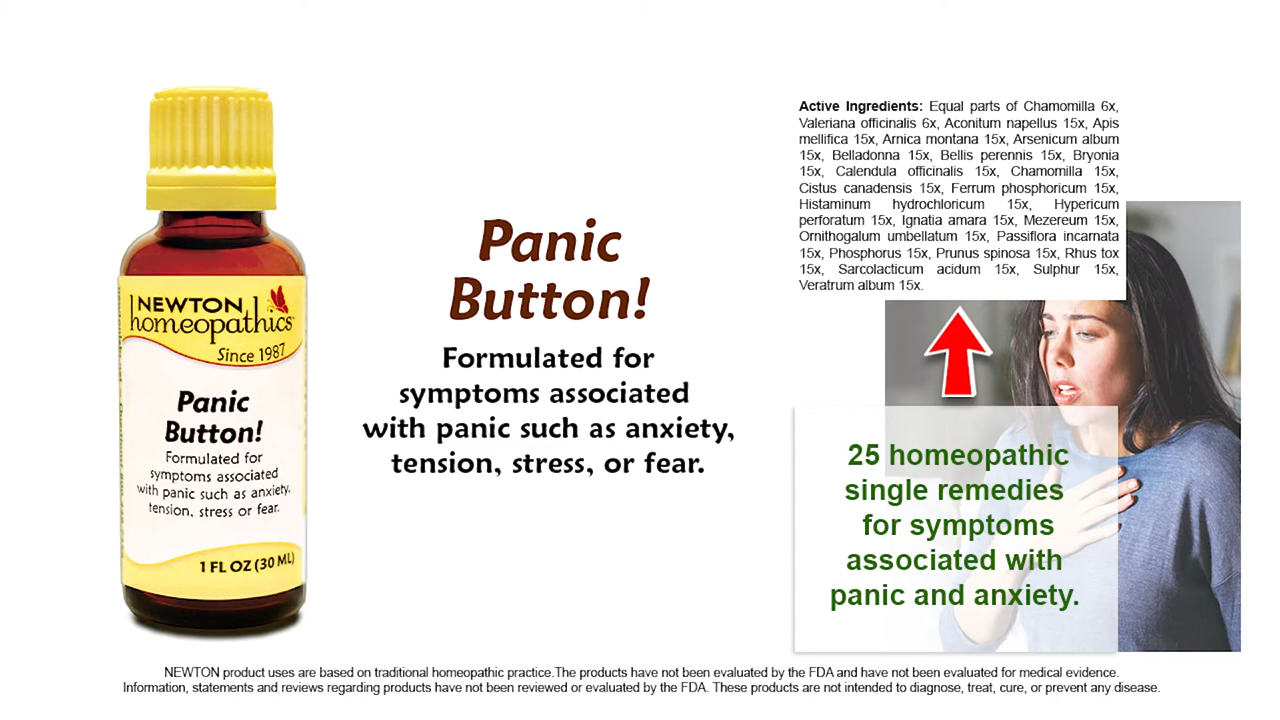 NEWTON
homeopathics
Since 1987
Panic
Button!
Formulated for
symptoms associated
with panic such as anxiety,
tension, stress or fear.
1 FL OZ (30 ML)
Panic
Button!
Formulated for
symptoms associated
with panic such as anxiety,
tension, stress, or fear.
Active Ingredients: Equal parts of Chamomilla 6x,
Valeriana officinalis 6x, Aconitum napellus 15x, Apis
mellifica 15x, Arnica montana 15x, Arsenicum album
15x, Belladonna 15x, Bellis perennis 15x, Bryonia
15x, Calendula officinalis 15x, Chamomilla 15x,
Cistus canadensis 15x, Ferrum phosphoricum 15x,
Histaminum hydrochloricum 15x, Hypericum
perforatum 15x, Ignatia amara 15x, Mezereum 15x,
Ornithogalum umbellatum 15x, Passiflora incarnata
15x, Phosphorus 15x, Prunus spinosa 15x, Rhus tox
15x, Sarcolacticum acidum 15x, Sulphur 15x,
Veratrum album 15x.
25 homeopathic
single remedies
for symptoms
associated with
panic and anxiety.
NEWTON product uses are based on traditional homeopathic practice.The products have not been evaluated by the FDA and have not been evaluated for medical evidence.
Information, statements and reviews regarding products have not been reviewed or evaluated by the FDA. These products are not intended to diagnose, treat, cure, or prevent any disease.